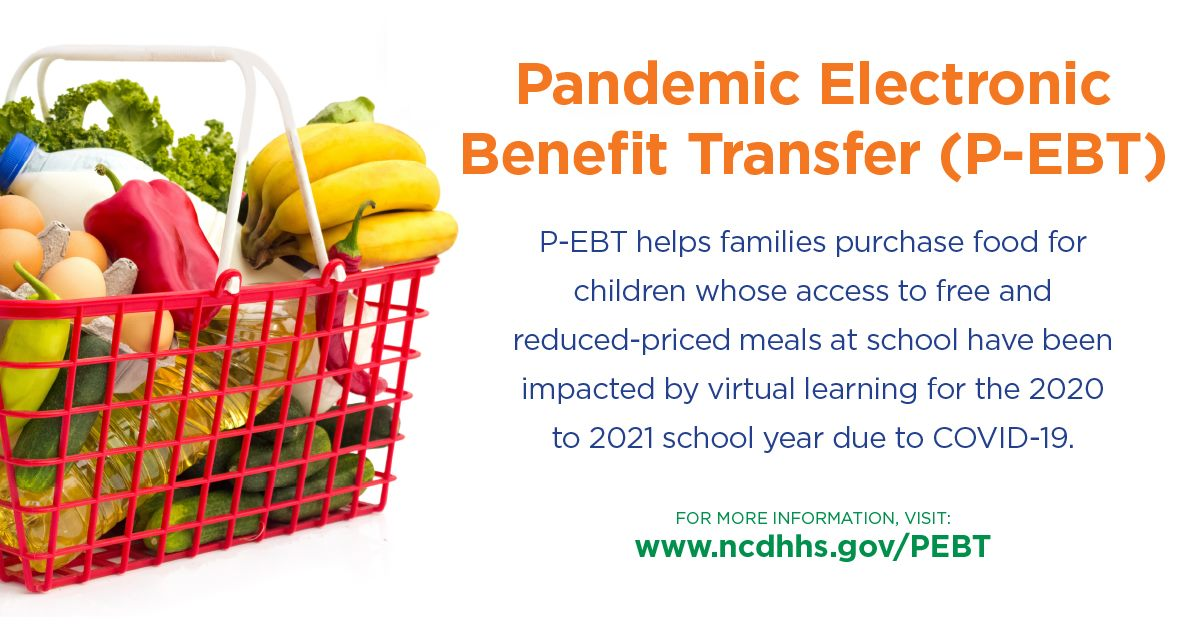 Pandemic Electronic
Benefit Transfer (P-EBT)
P-EBT helps families purchase food for
children whose access to free and
reduced-priced meals at school have been
impacted by virtual learning for the 2020
to 2021 school year due to COVID-19.
FOR MORE INFORMATION, VISIT:
www.ncdhhs.gov/PEBT